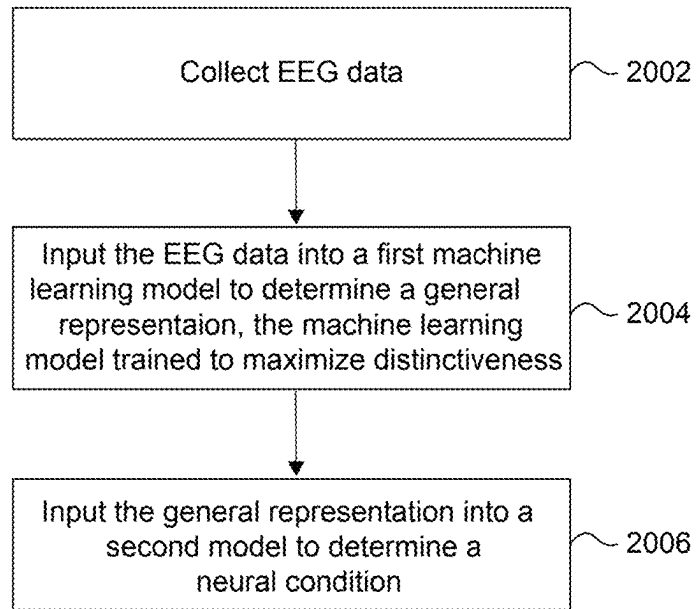 Collect EEG data
2002
Input the EEG data into a first machine
learning model to determine a general
representaion, the machine learning
model trained to maximize distinctiveness
2004
Input the general representation into a
second model to determine a
neural condition
2006